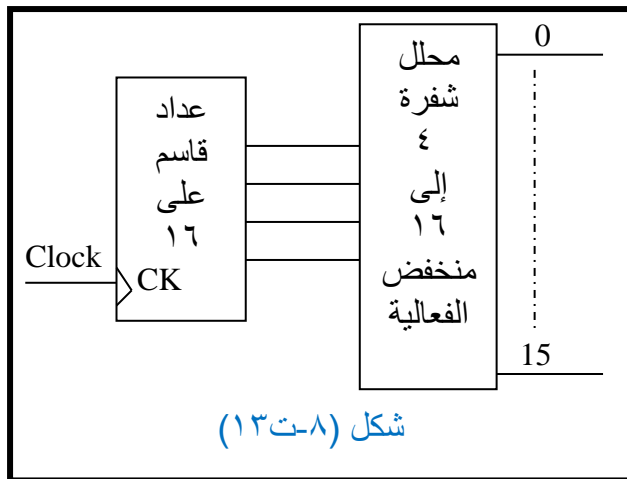 عداد
قاسم
على
١٦
Clock
CK
محلل
شفرة
٤
إلى
١٦
منخفض
الفعالية
0
15
شكل (٨-ت١٣)